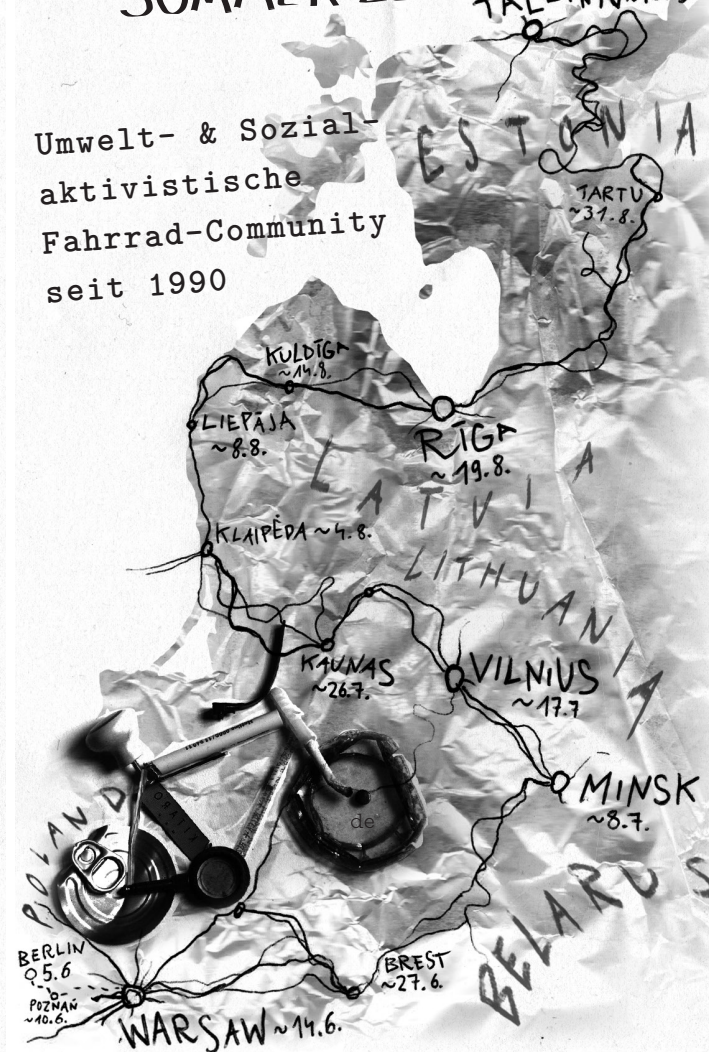 SOMMER
TALLINN
ESTONIA
Umwelt- & Sozial-
aktivistische
Fahrrad-Community
seit 1990
TARTU
~31.8.
KULDĪGA
~14.8.
LIEPĀJA
~8.8.
RĪGA
~19.8.
LATVIA
KLAIPĖDA ~4.8.
LITHUANIA
KAUNAS
~26.7.
VILNIUS
~17.7
MINSK
~8.7.
POLAND
de
BELARUS
BERLIN
5.6
POZNAŃ
~10.6.
BREST
~27.6.
WARSAW ~14.6.